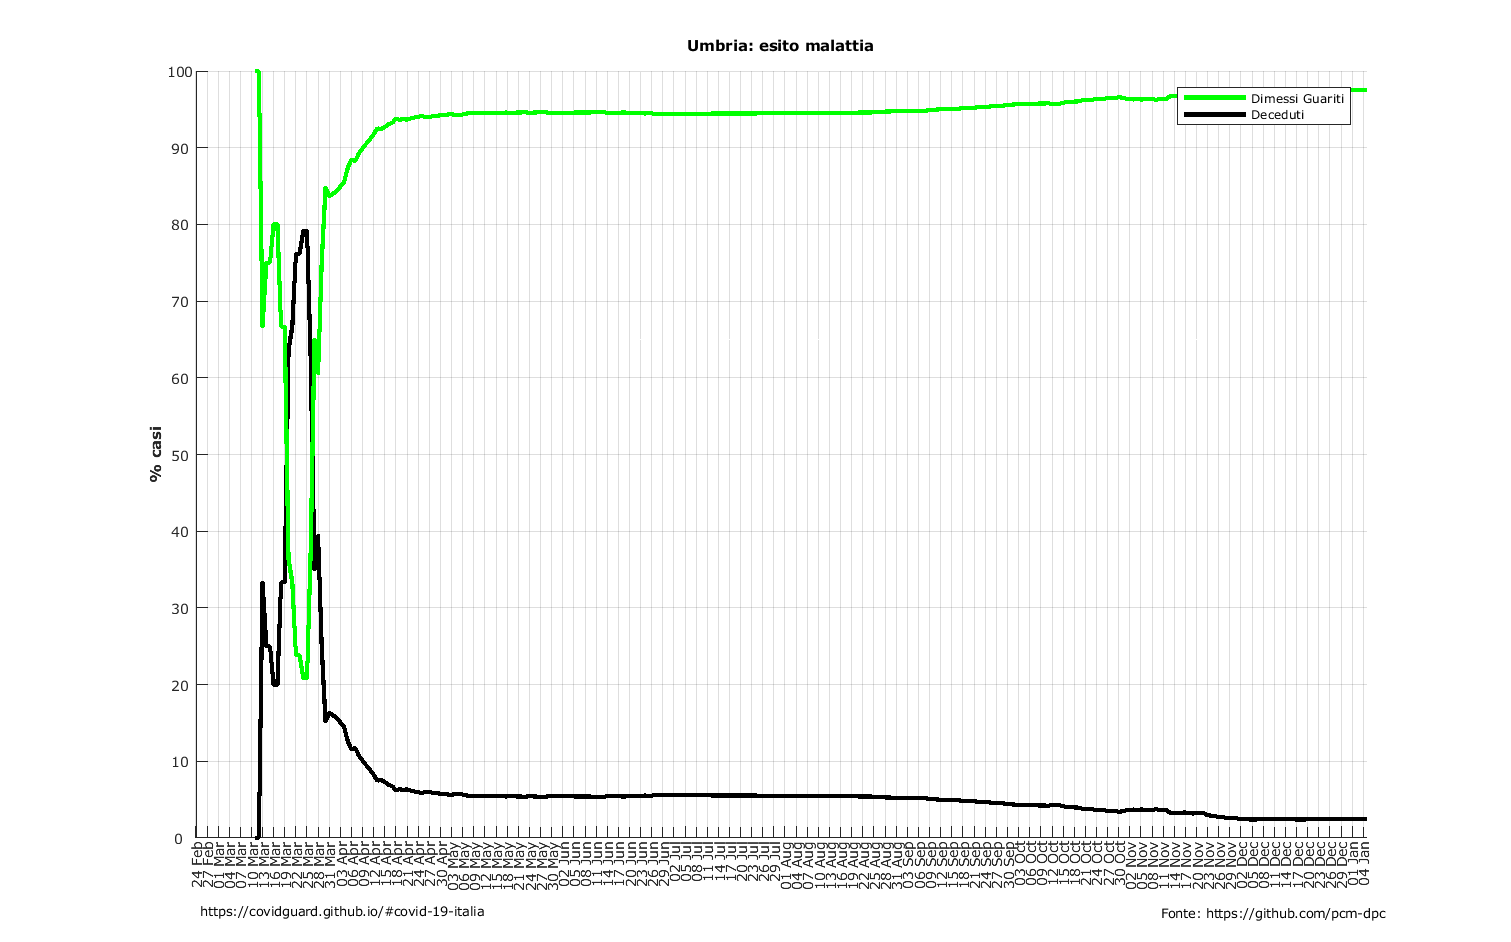 Umbria: esito malattia
100
90
80
70
60
50
40
30
20
10
0
% casi
Dimessi Guariti
Deceduti
24 Feb
27 Feb
01 Mar
04 Mar
07 Mar
10 Mar
13 Mar
16 Mar
19 Mar
22 Mar
25 Mar
28 Mar
31 Mar
03 Apr
06 Apr
09 Apr
12 Apr
15 Apr
18 Apr
21 Apr
24 Apr
27 Apr
30 Apr
03 May
06 May
09 May
12 May
15 May
18 May
21 May
24 May
27 May
30 May
02 Jun
05 Jun
08 Jun
11 Jun
14 Jun
17 Jun
20 Jun
23 Jun
26 Jun
29 Jun
02 Jul
05 Jul
08 Jul
11 Jul
14 Jul
17 Jul
20 Jul
23 Jul
26 Jul
29 Jul
01 Aug
04 Aug
07 Aug
10 Aug
13 Aug
16 Aug
19 Aug
22 Aug
25 Aug
28 Aug
31 Aug
03 Sep
06 Sep
09 Sep
12 Sep
15 Sep
18 Sep
21 Sep
24 Sep
27 Sep
30 Sep
03 Oct
06 Oct
09 Oct
12 Oct
15 Oct
18 Oct
21 Oct
24 Oct
27 Oct
30 Oct
02 Nov
05 Nov
08 Nov
11 Nov
14 Nov
17 Nov
20 Nov
23 Nov
26 Nov
29 Nov
02 Dec
05 Dec
08 Dec
11 Dec
14 Dec
17 Dec
20 Dec
23 Dec
26 Dec
29 Dec
01 Jan
04 Jan
https://covidguard.github.io/#covid-19-italia
Fonte: https://github.com/pcm-dpc